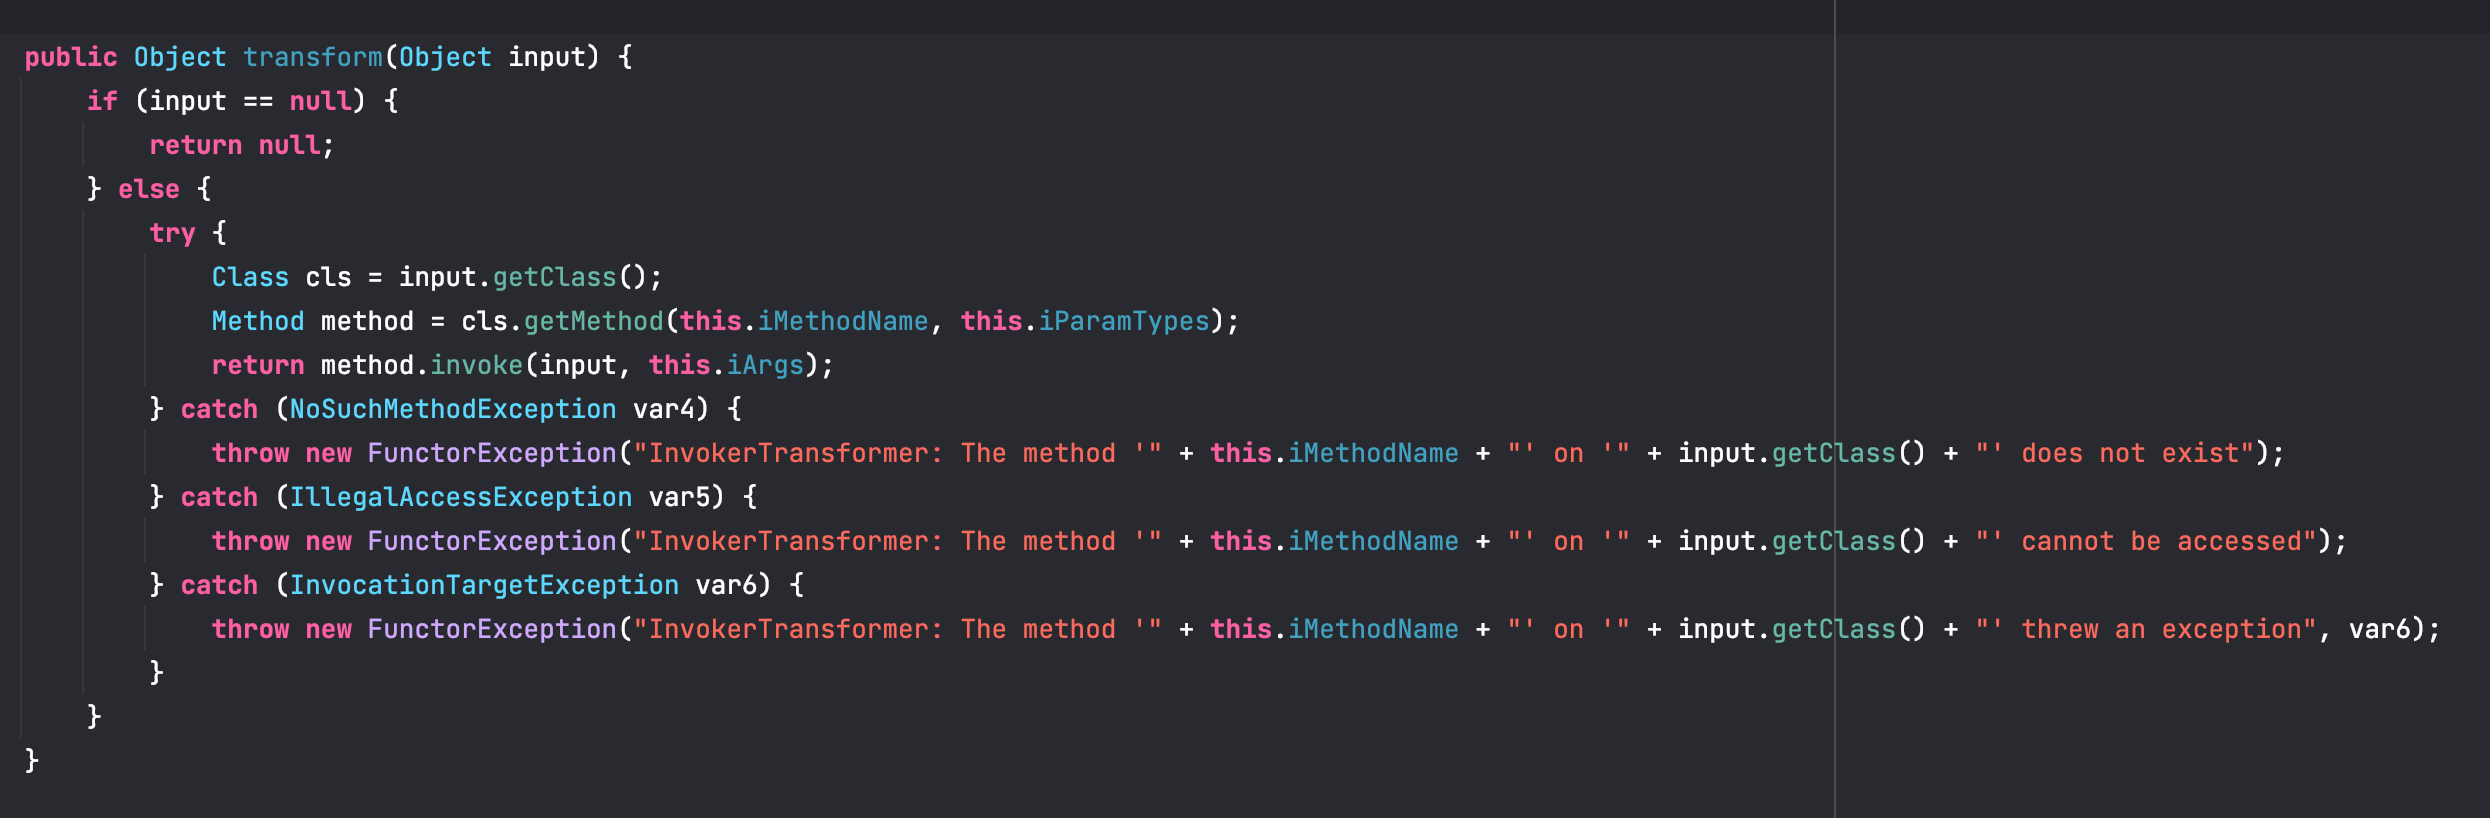 public Object transform(Object input) {
    if (input == null) {
        return null;
    } else {
        try {
            Class cls = input.getClass();
            Method method = cls.getMethod(this.iMethodName, this.iParamTypes);
            return method.invoke(input, this.iArgs);
        } catch (NoSuchMethodException var4) {
            throw new FunctorException("InvokerTransformer: The method '" + this.iMethodName + "' on '" + input.getClass() + "' does not exist");
        } catch (IllegalAccessException var5) {
            throw new FunctorException("InvokerTransformer: The method '" + this.iMethodName + "' on '" + input.getClass() + "' cannot be accessed");
        } catch (InvocationTargetException var6) {
            throw new FunctorException("InvokerTransformer: The method '" + this.iMethodName + "' on '" + input.getClass() + "' threw an exception", var6);
        }
    }
}